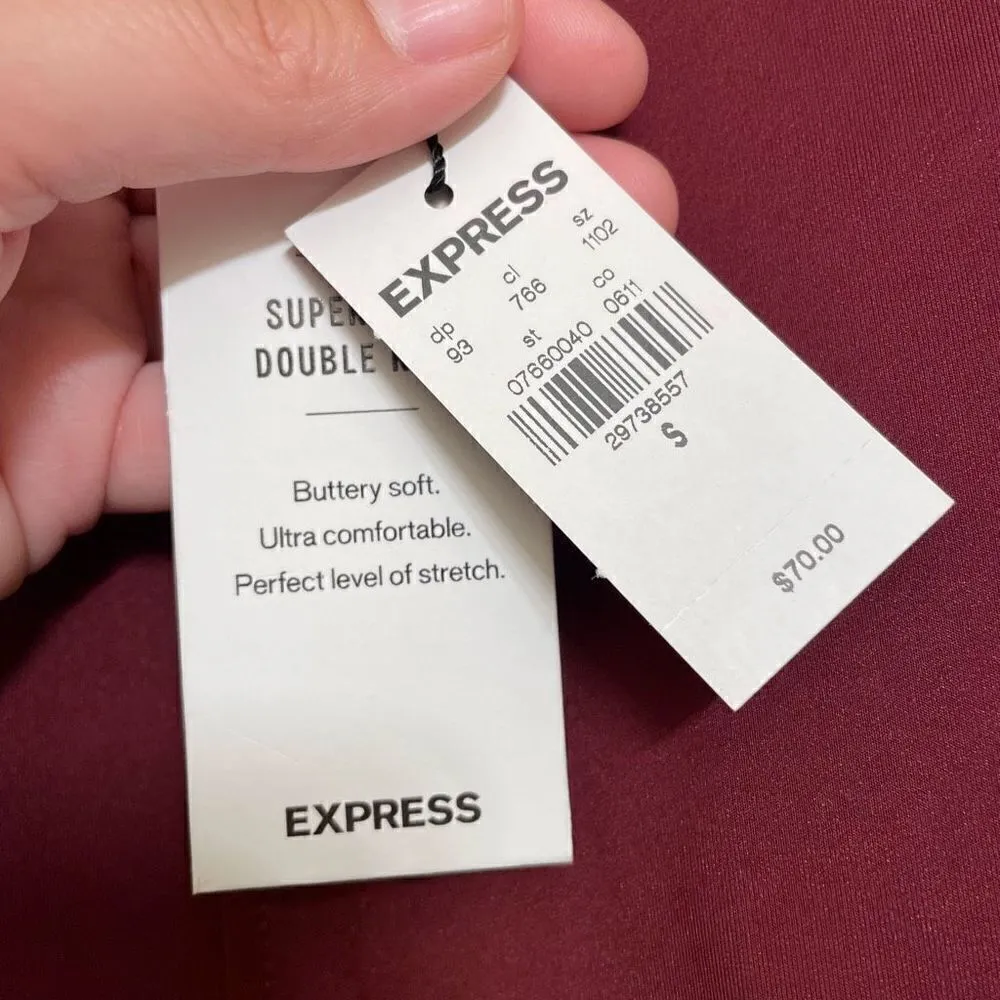 DOUBLE
Buttery soft.
Ultra comfortable.
Perfect level of stretch.
EXPRESS
EXPRESS
dp
93
cl
766
sz
1102
st
07660040
co
0611
29738557
S
$70.00